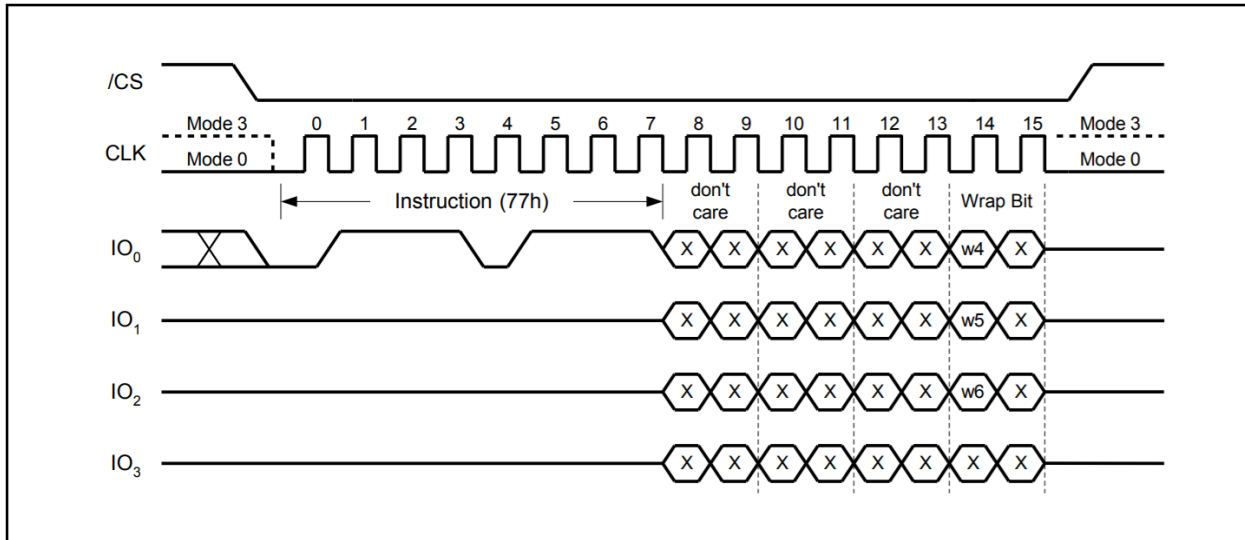 /CS
Mode 3 0 1 2 3 4 5 6 7 8 9 10 11 12 13 14 15 Mode 3
CLK Mode 0 Mode 0
Instruction (77h) don't care don't care don't care Wrap Bit
IO0 X X X X X X w4 X
IO1 X X X X X X w5 X
IO2 X X X X X X w6 X
IO3 X X X X X X X X